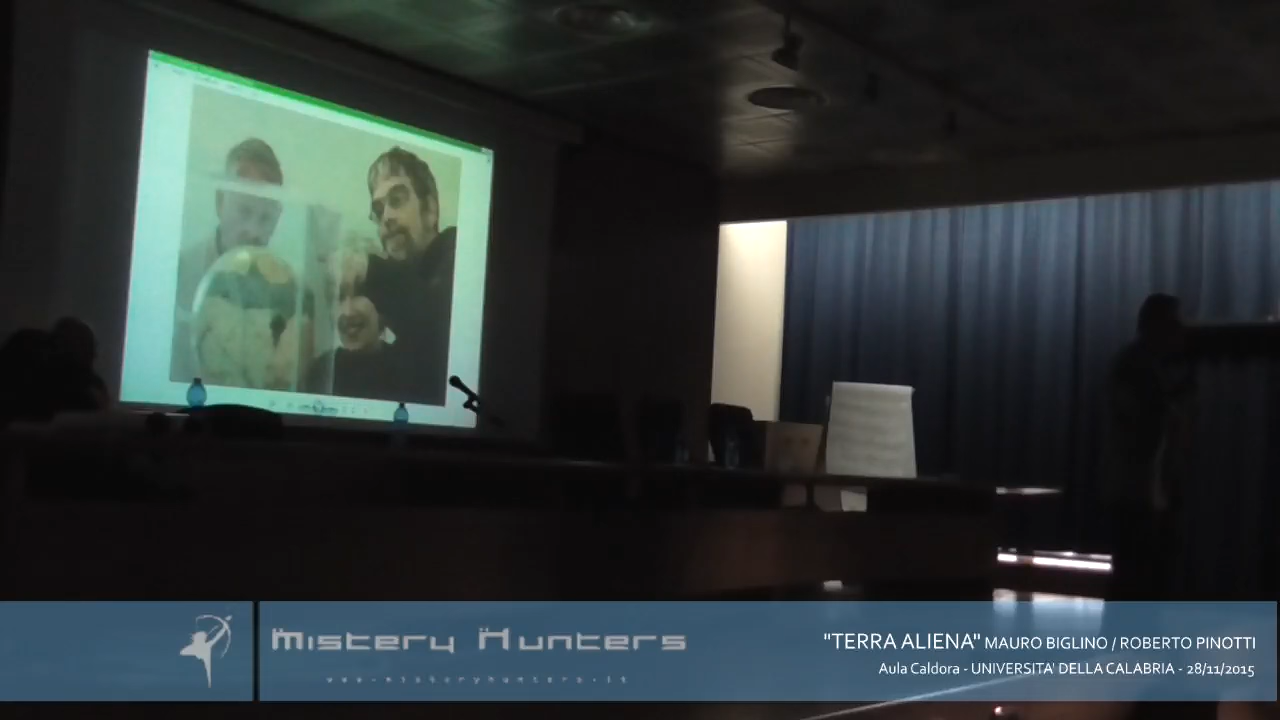 Mistery Hunters
www.misteryhunters.it
"TERRA ALIENA" MAURO BIGLINO / ROBERTO PINOTTI
Aula Caldora - UNIVERSITA' DELLA CALABRIA - 28/11/2015